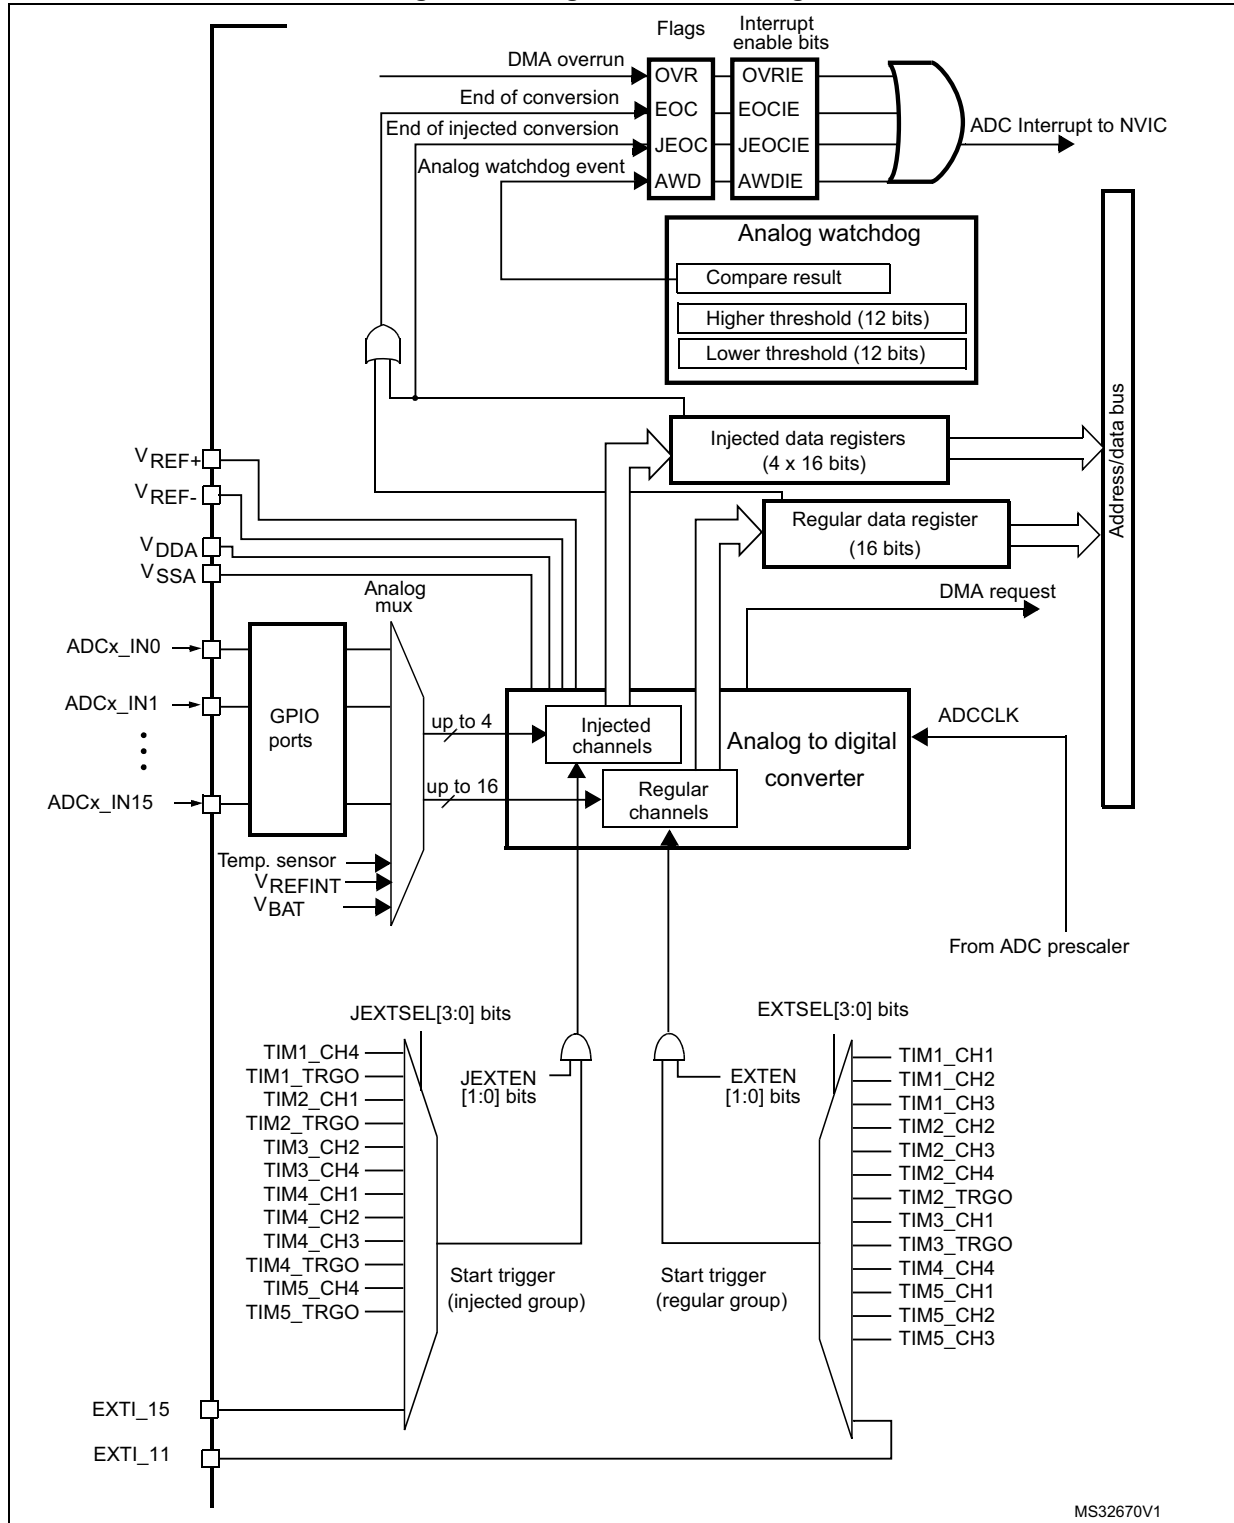 Flags
Interrupt
enable bits
DMA overrun
OVR
OVRIE
End of conversion
EOC
EOCIE
End of injected conversion
JEOC
JEOCIE
ADC Interrupt to NVIC
Analog watchdog event
AWD
AWDIE
Analog watchdog
Compare result
Higher threshold (12 bits)
Lower threshold (12 bits)
Address/data bus
Injected data registers
(4 x 16 bits)
VREF+
VREF-
Regular data register
(16 bits)
VDDA
VSSA
Analog
mux
DMA request
ADCx_IN0
ADCx_IN1
GPIO
ports
up to 4
Injected
channels
Analog to digital
converter
ADCCLK
ADCx_IN15
up to 16
Regular
channels
Temp. sensor
VREFINT
VBAT
From ADC prescaler
JEXTSEL[3:0] bits
EXTSEL[3:0] bits
TIM1_CH4
TIM1_TRGO
TIM2_CH1
TIM2_TRGO
TIM3_CH2
TIM3_CH4
TIM4_CH1
TIM4_CH2
TIM4_CH3
TIM4_TRGO
TIM5_CH4
TIM5_TRGO
JEXTEN
[1:0] bits
EXTEN
[1:0] bits
TIM1_CH1
TIM1_CH2
TIM1_CH3
TIM2_CH2
TIM2_CH3
TIM2_CH4
TIM2_TRGO
TIM3_CH1
TIM3_TRGO
TIM4_CH4
TIM5_CH1
TIM5_CH2
TIM5_CH3
Start trigger
(injected group)
Start trigger
(regular group)
EXTI_15
EXTI_11
MS32670V1